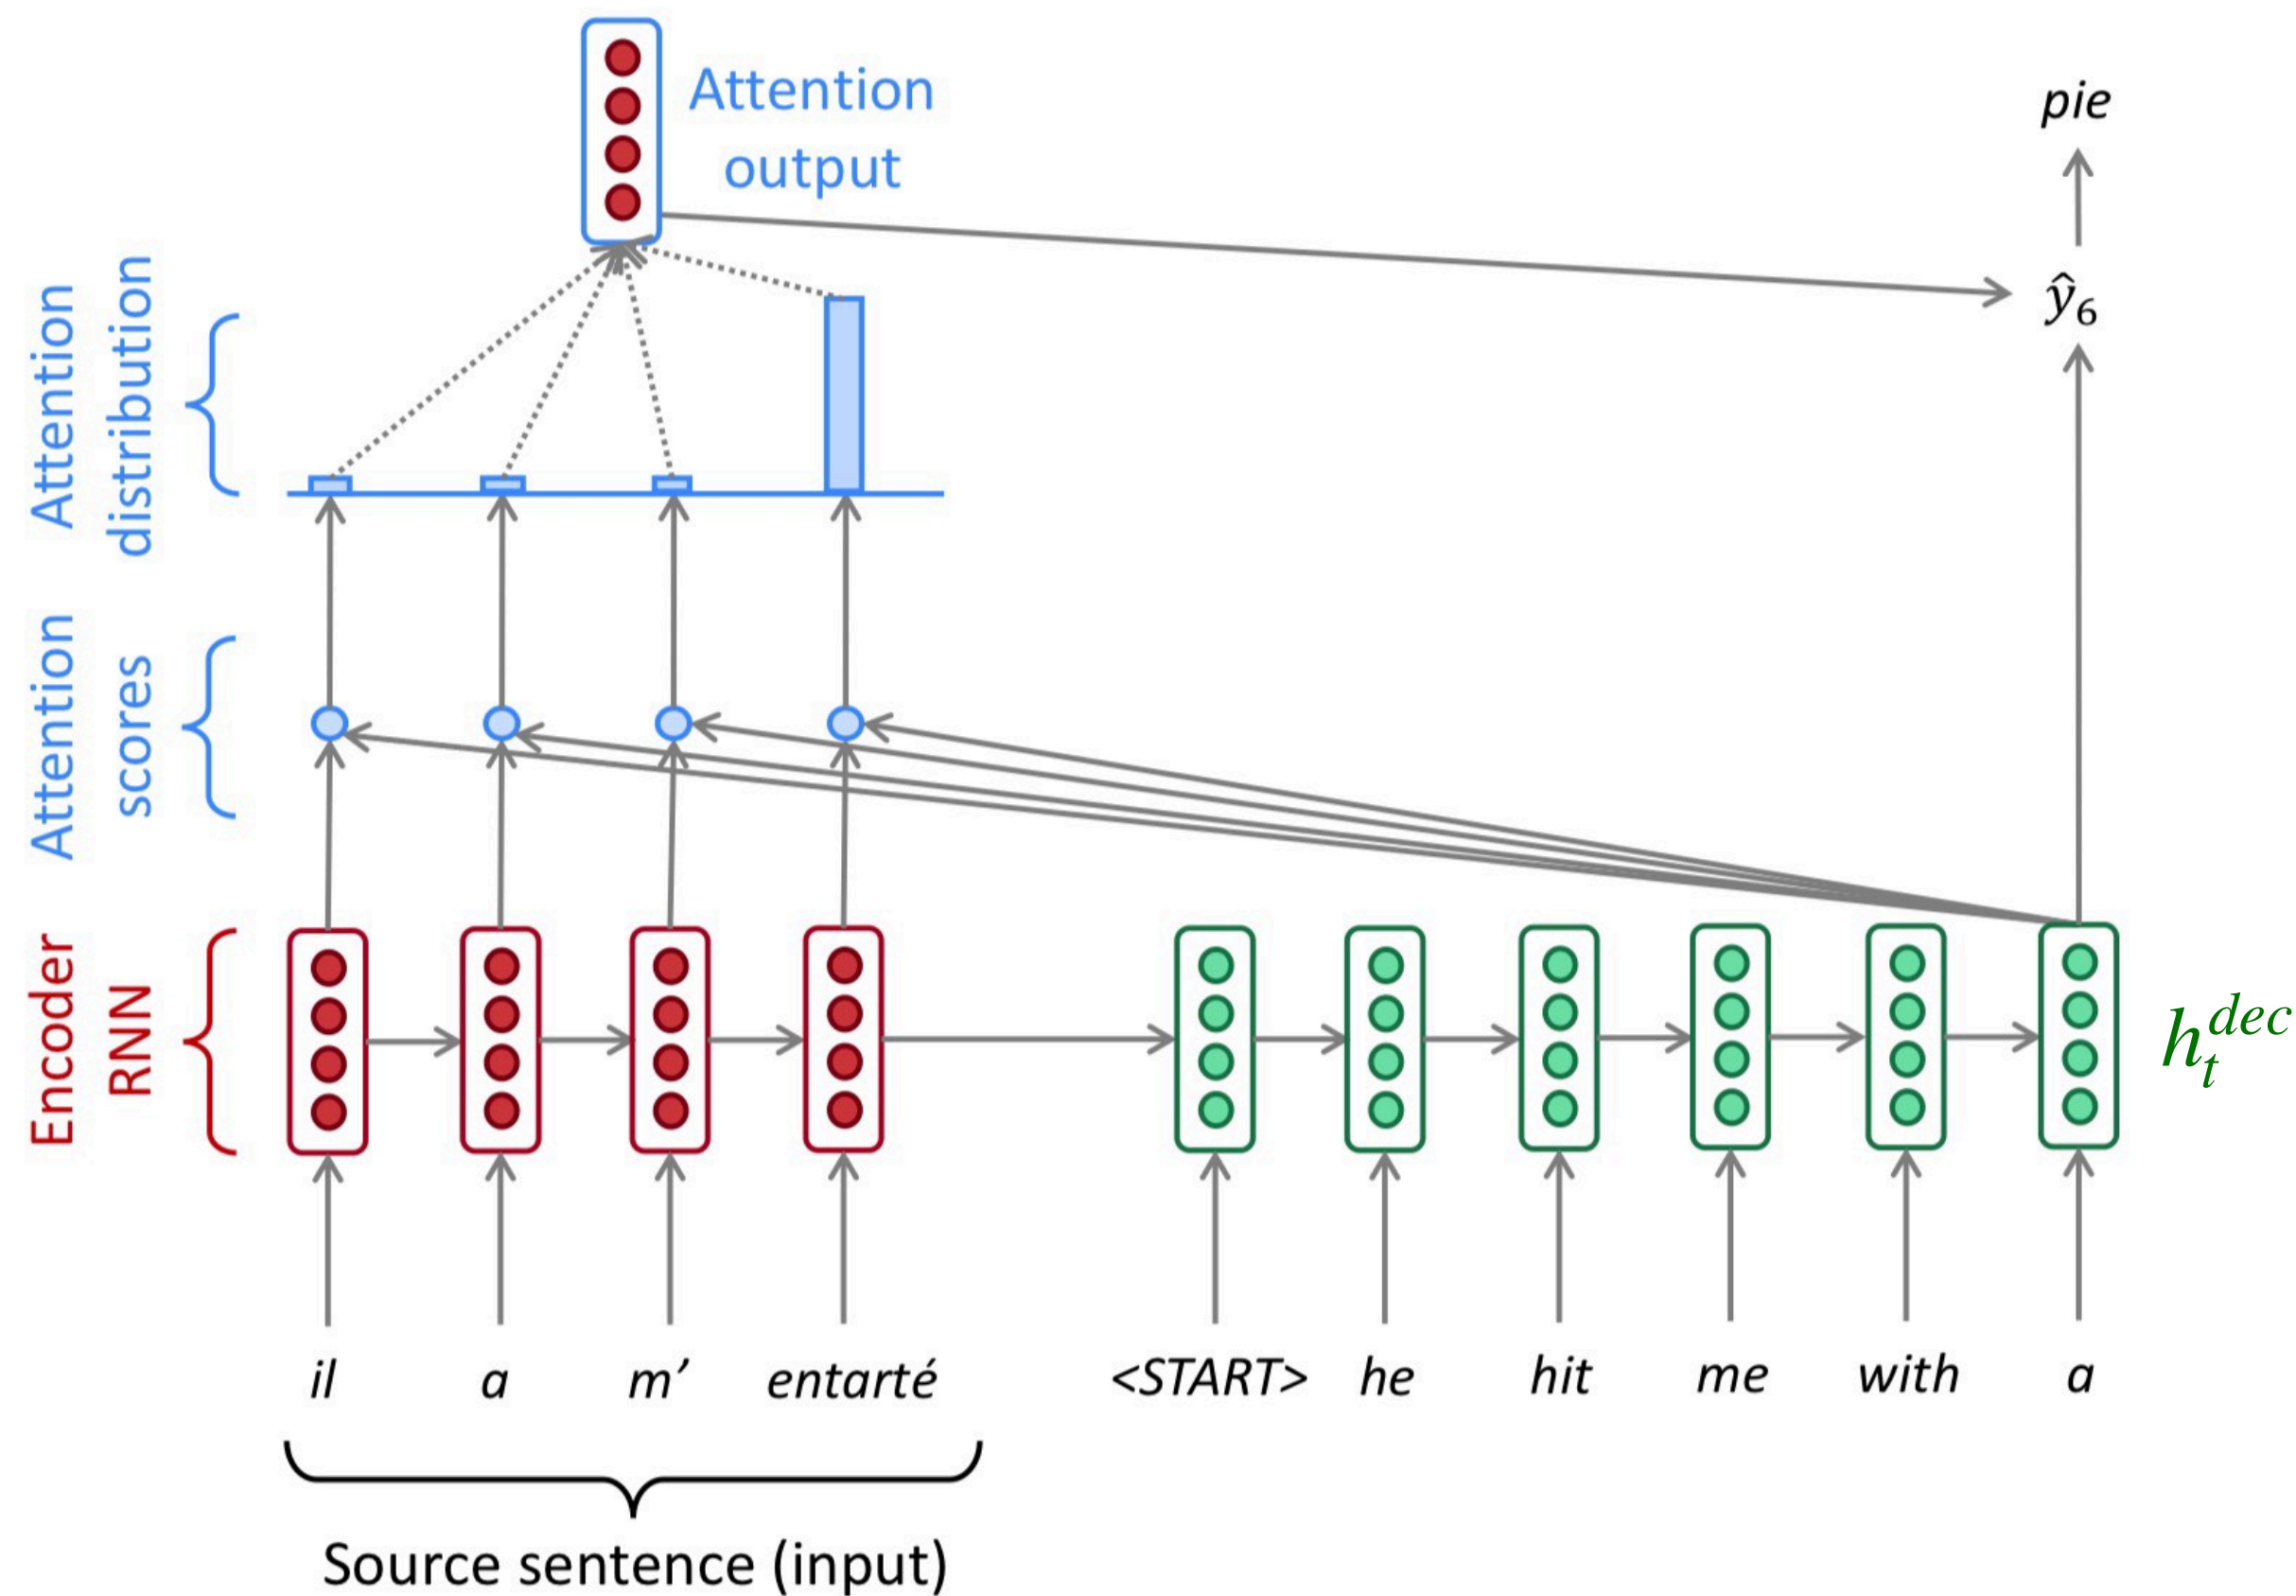 Attention
output
pie
ŷ₆
Attention
distribution
Attention
scores
Encoder
RNN
h_t^{dec}
il a m’ entarté <START> he hit me with a
Source sentence (input)